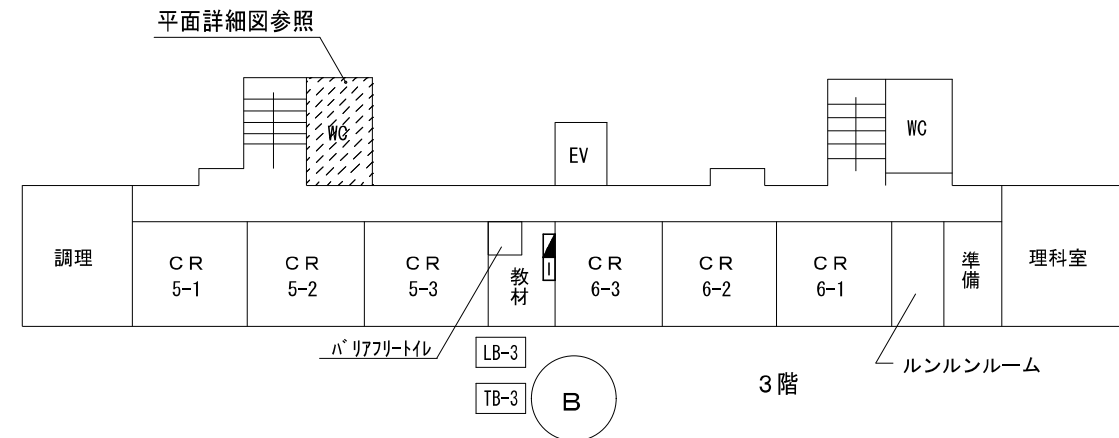 平面詳細図参照
WC
WC
EV
調理
CR
5-1
CR
5-2
CR
5-3
教材
CR
6-3
CR
6-2
CR
6-1
準備
理科室
バリアフリートイレ
LB-3
TB-3
B
3階
ルンルンルーム